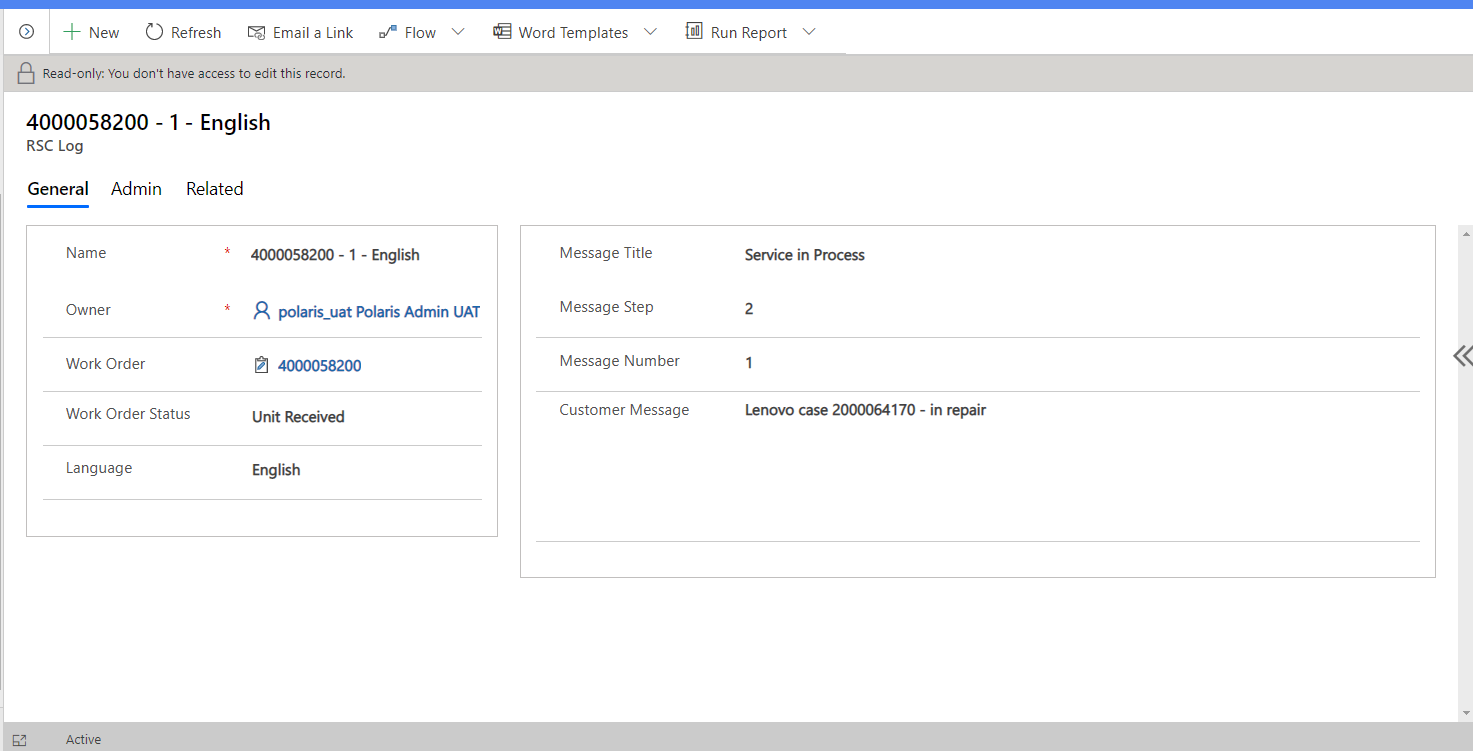 New Refresh Email a Link Flow Word Templates Run Report
Read-only: You don't have access to edit this record.
4000058200 - 1 - English
RSC Log
General Admin Related
Name * 4000058200 - 1 - English
Owner * polaris_uat Polaris Admin UAT
Work Order 4000058200
Work Order Status Unit Received
Language English
Message Title Service in Process
Message Step 2
Message Number 1
Customer Message Lenovo case 2000064170 - in repair
Active